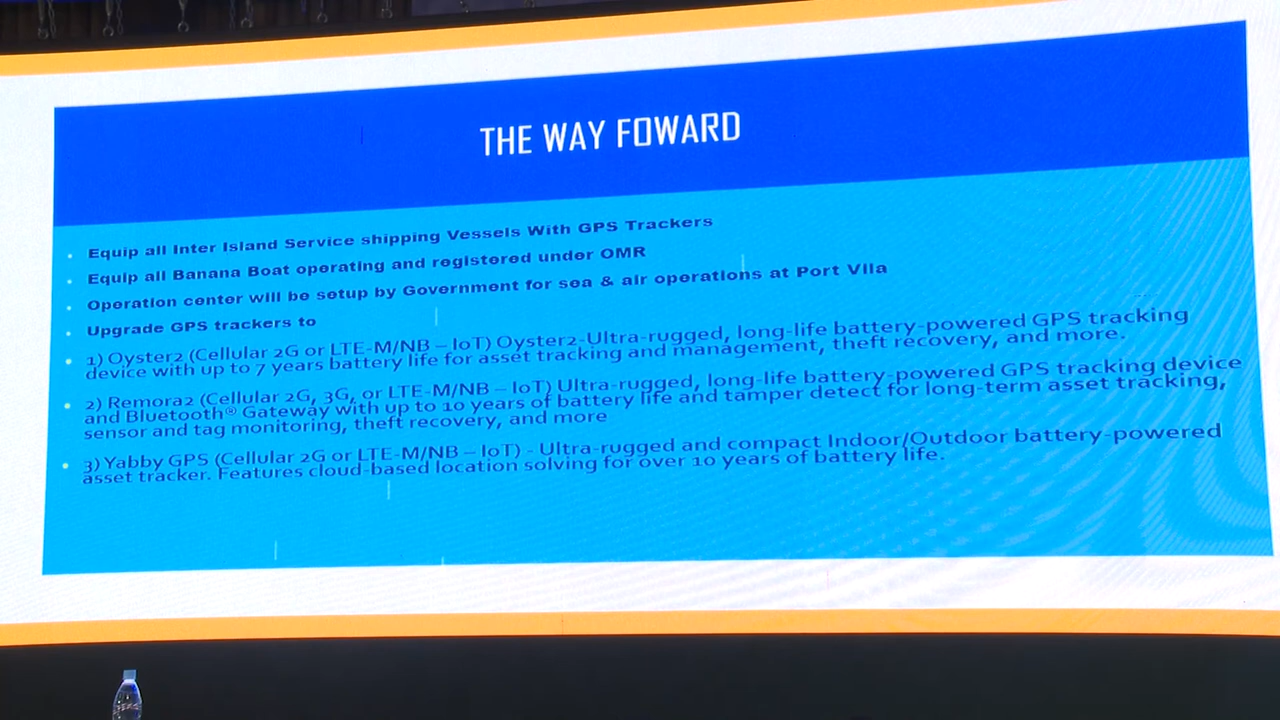 THE WAY FOWARD
• Equip all Inter Island Service shipping Vessels With GPS Trackers
• Equip all Banana Boat operating and registered under OMR
• Operation center will be setup by Government for sea & air operations at Port Vila
• Upgrade GPS trackers to
• 1) Oyster2 (Cellular 2G or LTE-M/NB – IoT) Oyster2-Ultra-rugged, long-life battery-powered GPS tracking
device with up to 7 years battery life for asset tracking and management, theft recovery, and more.
• 2) Remora2 (Cellular 2G, 3G, or LTE-M/NB – IoT) Ultra-rugged, long-life battery-powered GPS tracking device
and Bluetooth® Gateway with up to 10 years of battery life and tamper detect for long-term asset tracking,
sensor and tag monitoring, theft recovery, and more
• 3) Yabby GPS (Cellular 2G or LTE-M/NB – IoT) - Ultra-rugged and compact Indoor/Outdoor battery-powered
asset tracker. Features cloud-based location solving for over 10 years of battery life.